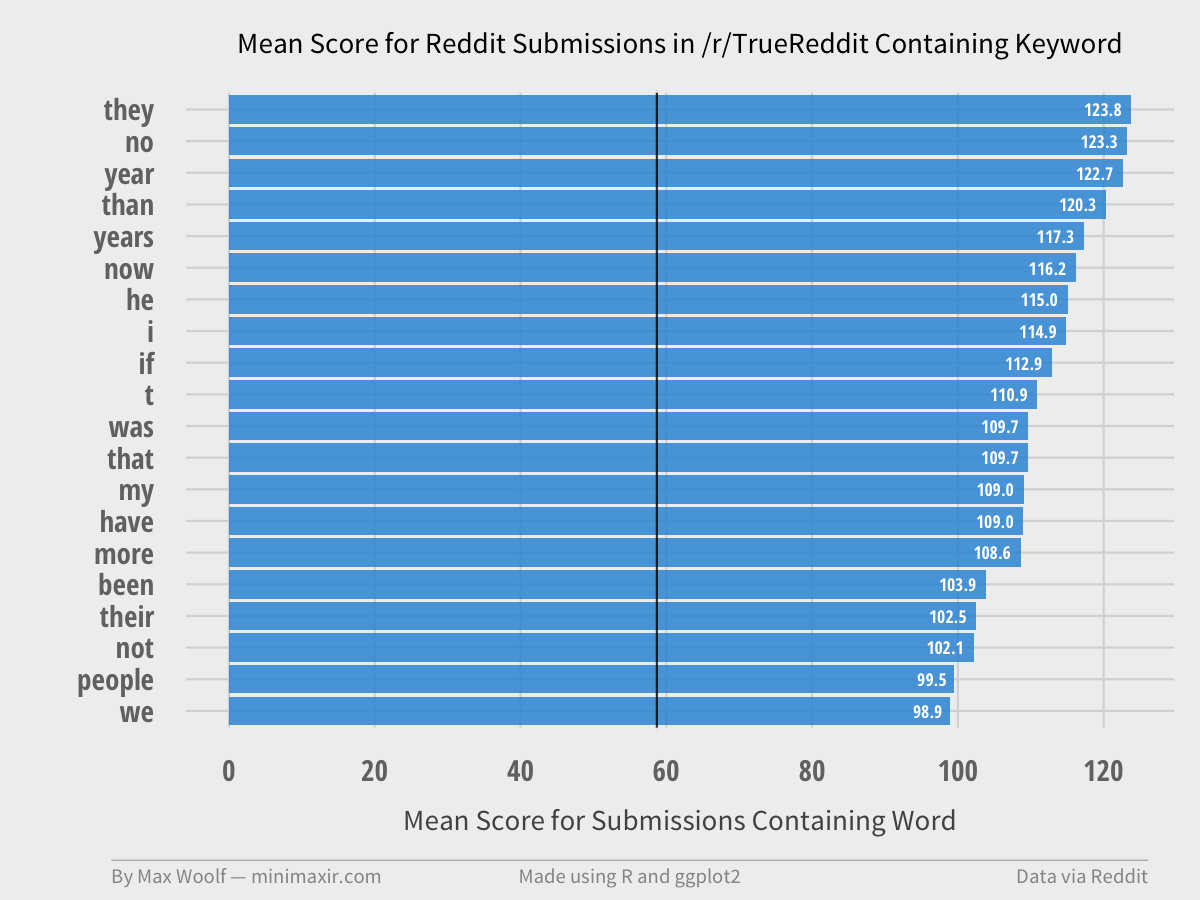 Mean Score for Reddit Submissions in /r/TrueReddit Containing Keyword
they 123.8
no 123.3
year 122.7
than 120.3
years 117.3
now 116.2
he 115.0
i 114.9
if 112.9
t 110.9
was 109.7
that 109.7
my 109.0
have 109.0
more 108.6
been 103.9
their 102.5
not 102.1
people 99.5
we 98.9
0 20 40 60 80 100 120
Mean Score for Submissions Containing Word
By Max Woolf — minimaxir.com Made using R and ggplot2 Data via Reddit